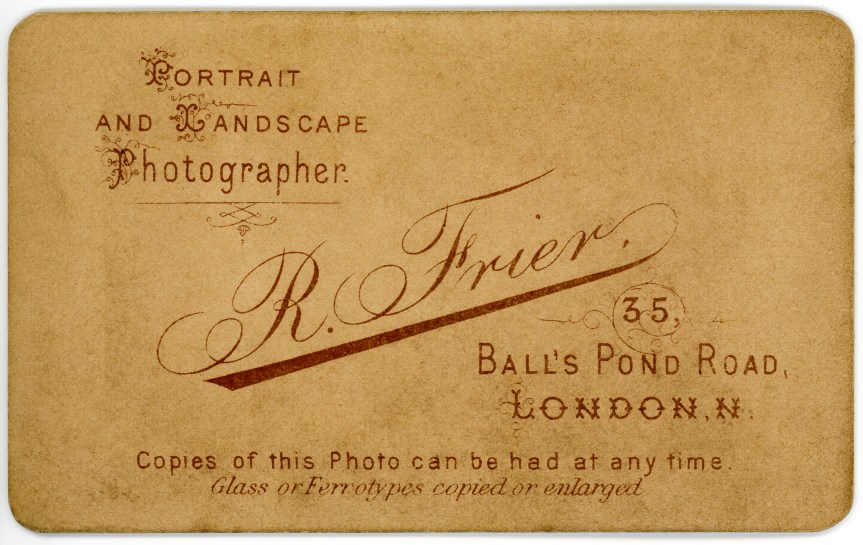 PORTRAIT
AND LANDSCAPE
Photographer.
R. Frier.
35,
BALL'S POND ROAD,
LONDON, N.
Copies of this Photo can be had at any time.
Glass or Ferrotypes copied or enlarged